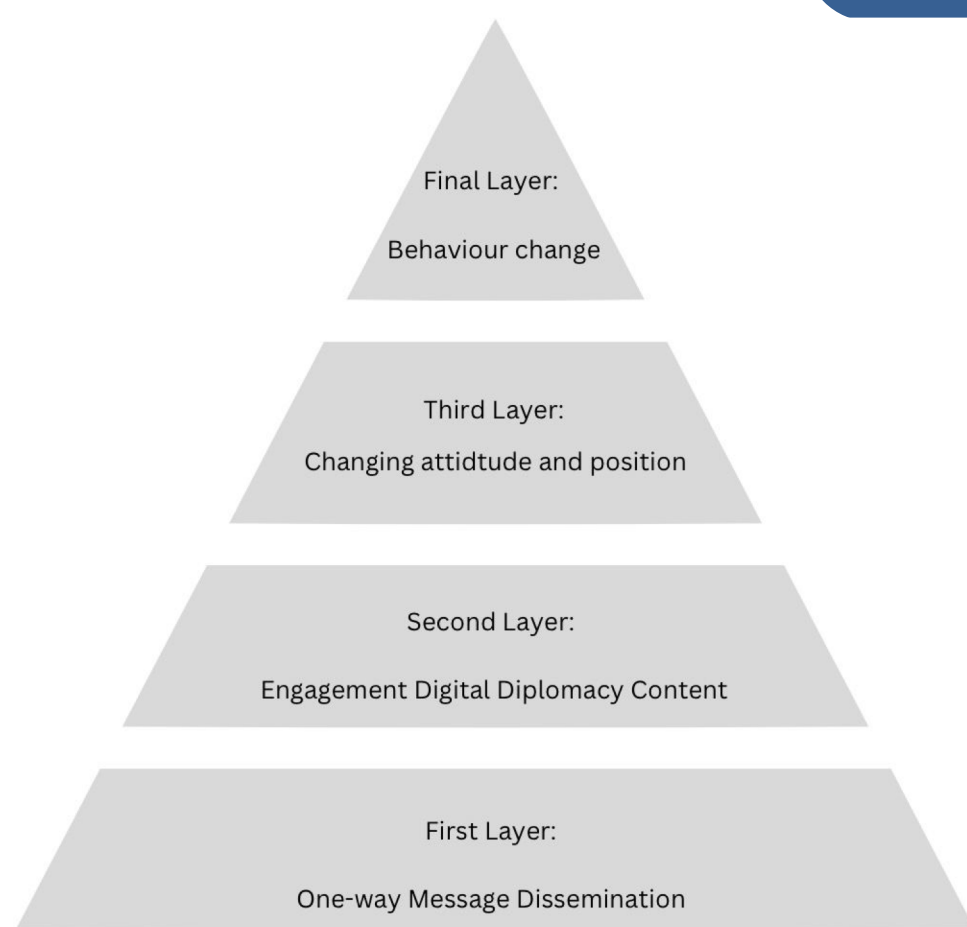 Final Layer:
Behaviour change
Third Layer:
Changing attidtude and position
Second Layer:
Engagement Digital Diplomacy Content
First Layer:
One-way Message Dissemination